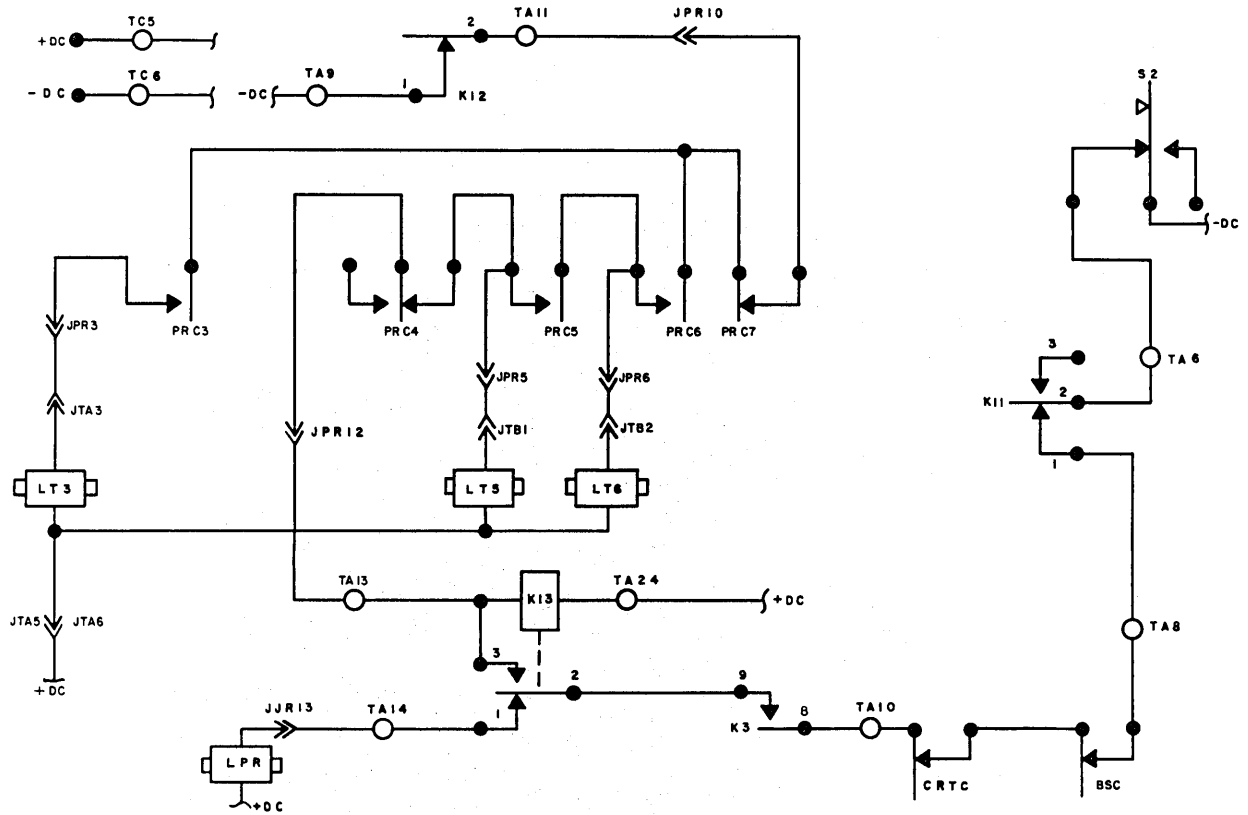 TC5
+DC
TC6
-DC
TA9
-DC
1
K12
2
TA11
JPR10
S2
-DC
PRC3
PRC4
PRC5
PRC6
PRC7
JPR3
JTA3
JPR12
JPR5
JTB1
JPR6
JTB2
LT3
LT5
LT6
3
2
K11
1
TA6
TA8
JTA5
JTA6
+DC
TA13
K13
TA24
+DC
3
2
9
1
JJR13
TA14
K3
8
TA10
LPR
+DC
CRTC
BSC